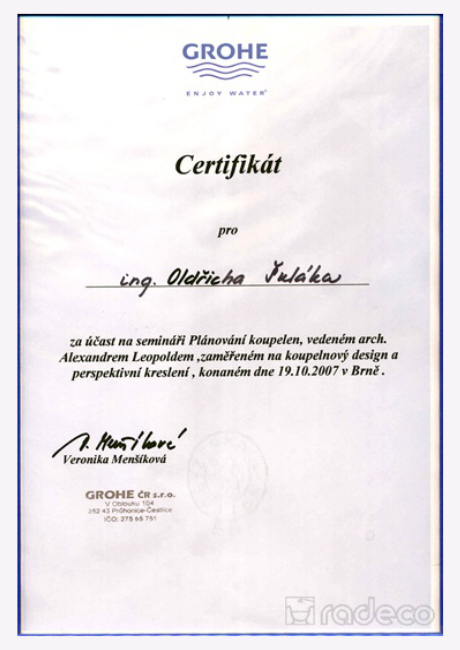 GROHE
ENJOY WATER®
Certifikát
pro
ing. Oldřicha Žuláka
za účast na semináři Plánování koupelen, vedeném arch.
Alexandrem Leopoldem ,zaměřeném na koupelnový design a
perspektivní kreslení , konaném dne 19.10.2007 v Brně .
V. Menšíková
Veronika Menšíková
GROHE ČR s.r.o.
V Oblouku 104
252 43 Průhonice-Čestlice
IČO: 275 65 751
radeco